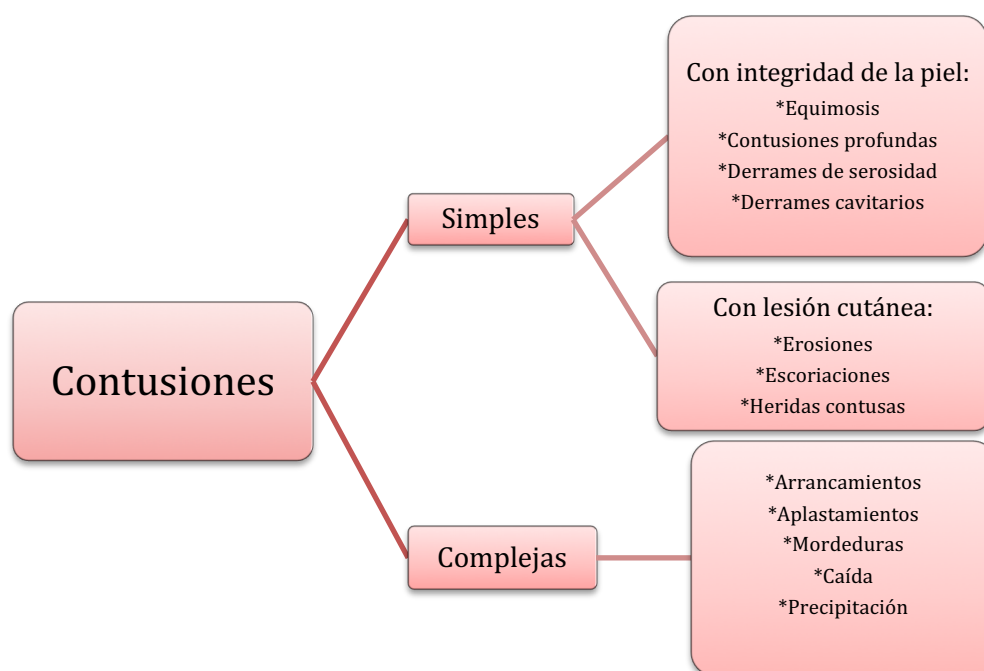 Contusiones
Simples
Con integridad de la piel:
*Equimosis
*Contusiones profundas
*Derrames de serosidad
*Derrames cavitarios
Con lesión cutánea:
*Erosiones
*Escoriaciones
*Heridas contusas
Complejas
*Arrancamientos
*Aplastamientos
*Mordeduras
*Caída
*Precipitación